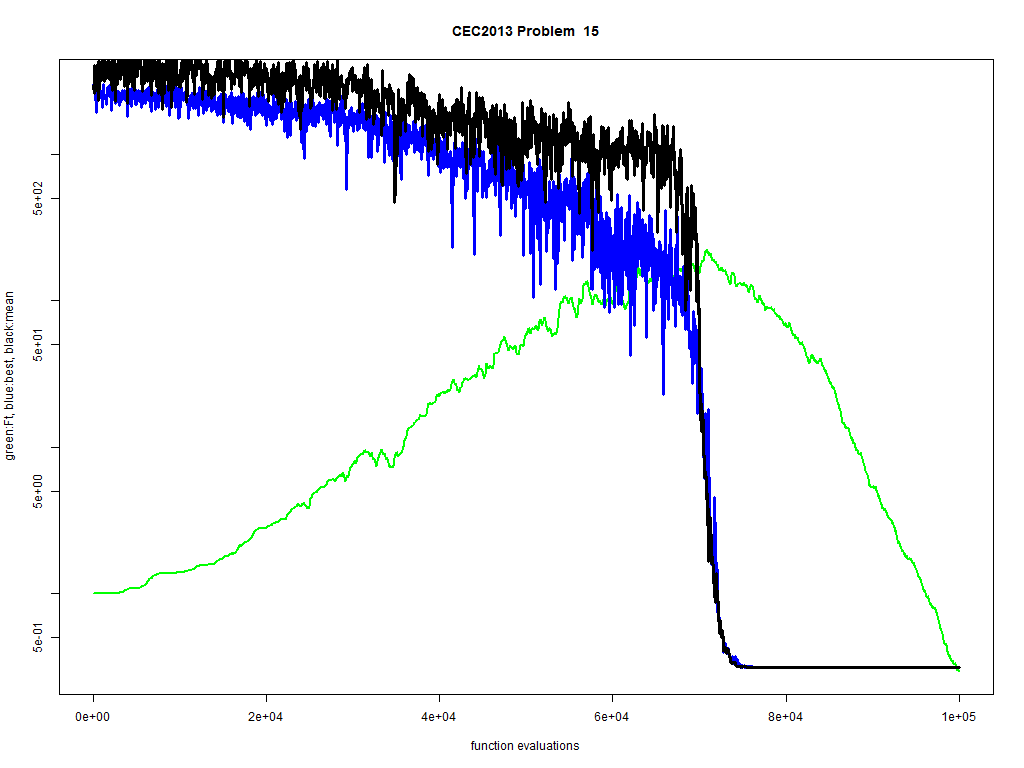 CEC2013 Problem  15
5e+02
5e+01
5e+00
5e-01
green:Ft, blue:best, black:mean
0e+00 2e+04 4e+04 6e+04 8e+04 1e+05
function evaluations